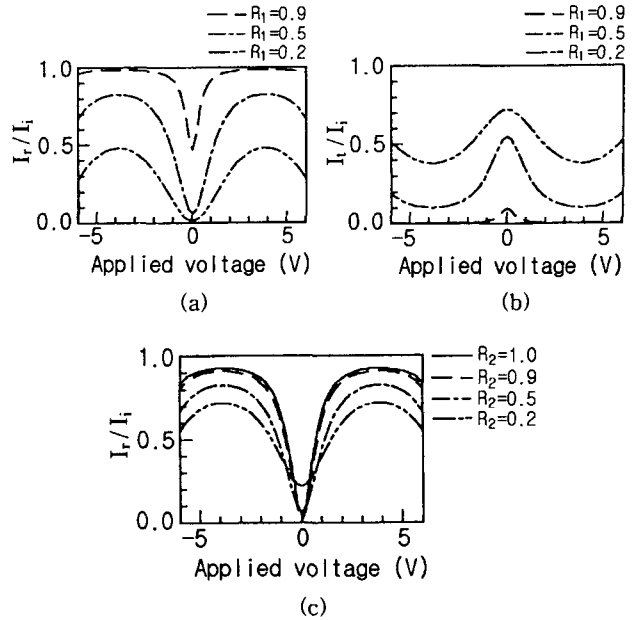 R1=0.9
R1=0.5
R1=0.2
Ir/Ii
1.0
0.5
0.0
-5 0 5
Applied voltage (V)
(a)
R1=0.9
R1=0.5
R1=0.2
It/Ii
1.0
0.5
0.0
-5 0 5
Applied voltage (V)
(b)
R2=1.0
R2=0.9
R2=0.5
R2=0.2
Ir/Ii
1.0
0.5
0.0
-5 0 5
Applied voltage (V)
(c)